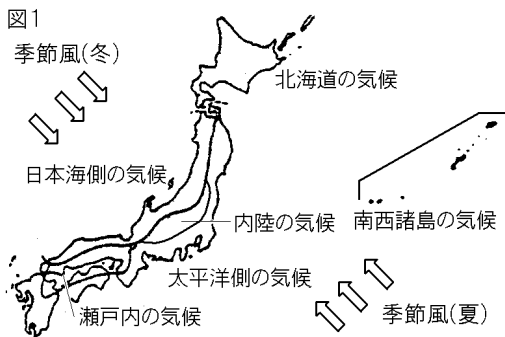 図1
季節風(冬)
北海道の気候
日本海側の気候
内陸の気候
南西諸島の気候
太平洋側の気候
瀬戸内の気候
季節風(夏)